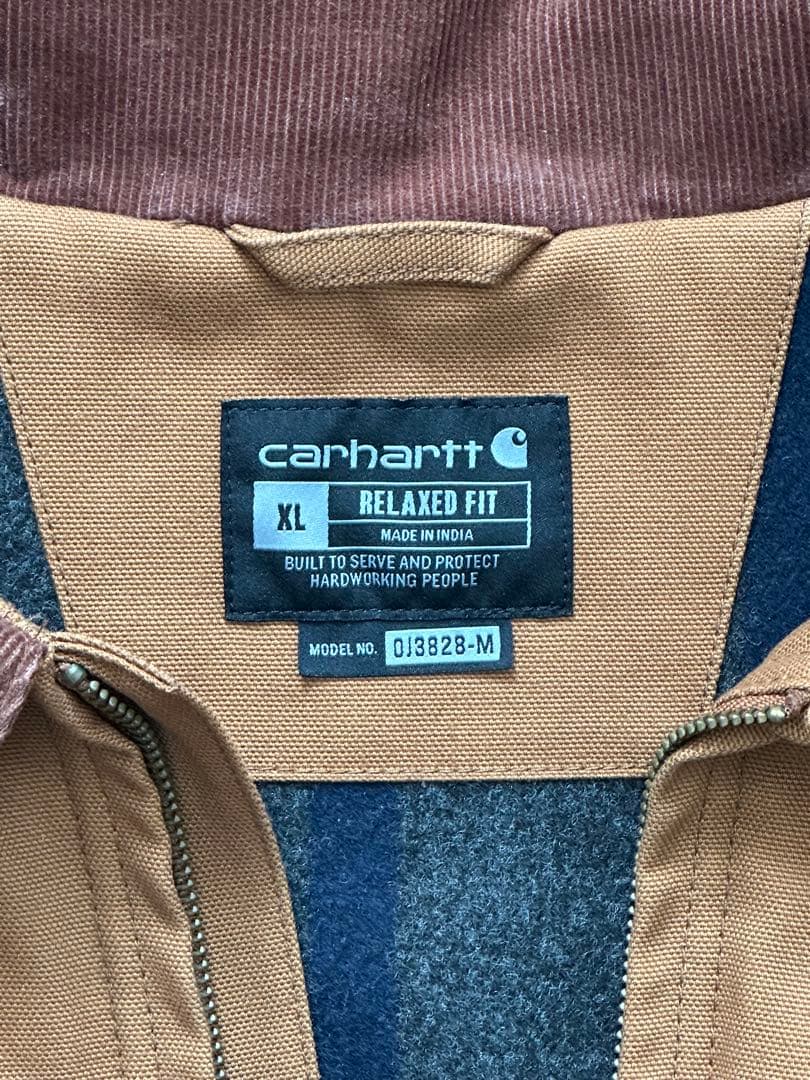 carhartt
XL
RELAXED FIT
MADE IN INDIA
BUILT TO SERVE AND PROTECT
HARDWORKING PEOPLE
MODEL NO. OJ3828-M